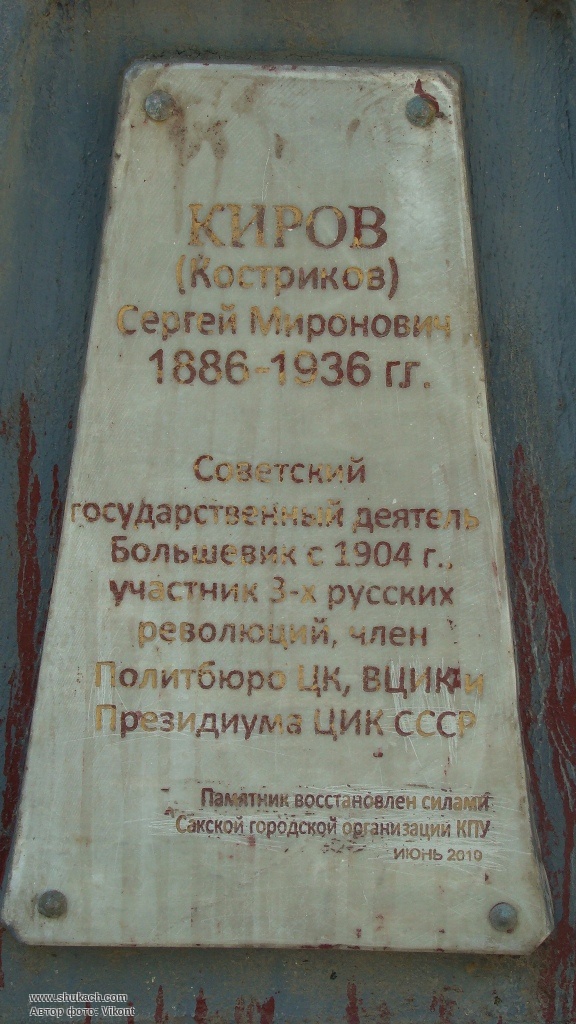 КИРОВ
(Костриков)
Сергей Миронович
1886-1936 г.г.
Советский
государственный деятель
Большевик с 1904 г.,
участник 3-х русских
революций, член
Политбюро ЦК, ВЦИК и
Президиума ЦИК СССР
Памятник восстановлен силами
Сакской городской организации КПУ
ИЮНЬ 2010
www.shukach.com
Автор фото: Vikont